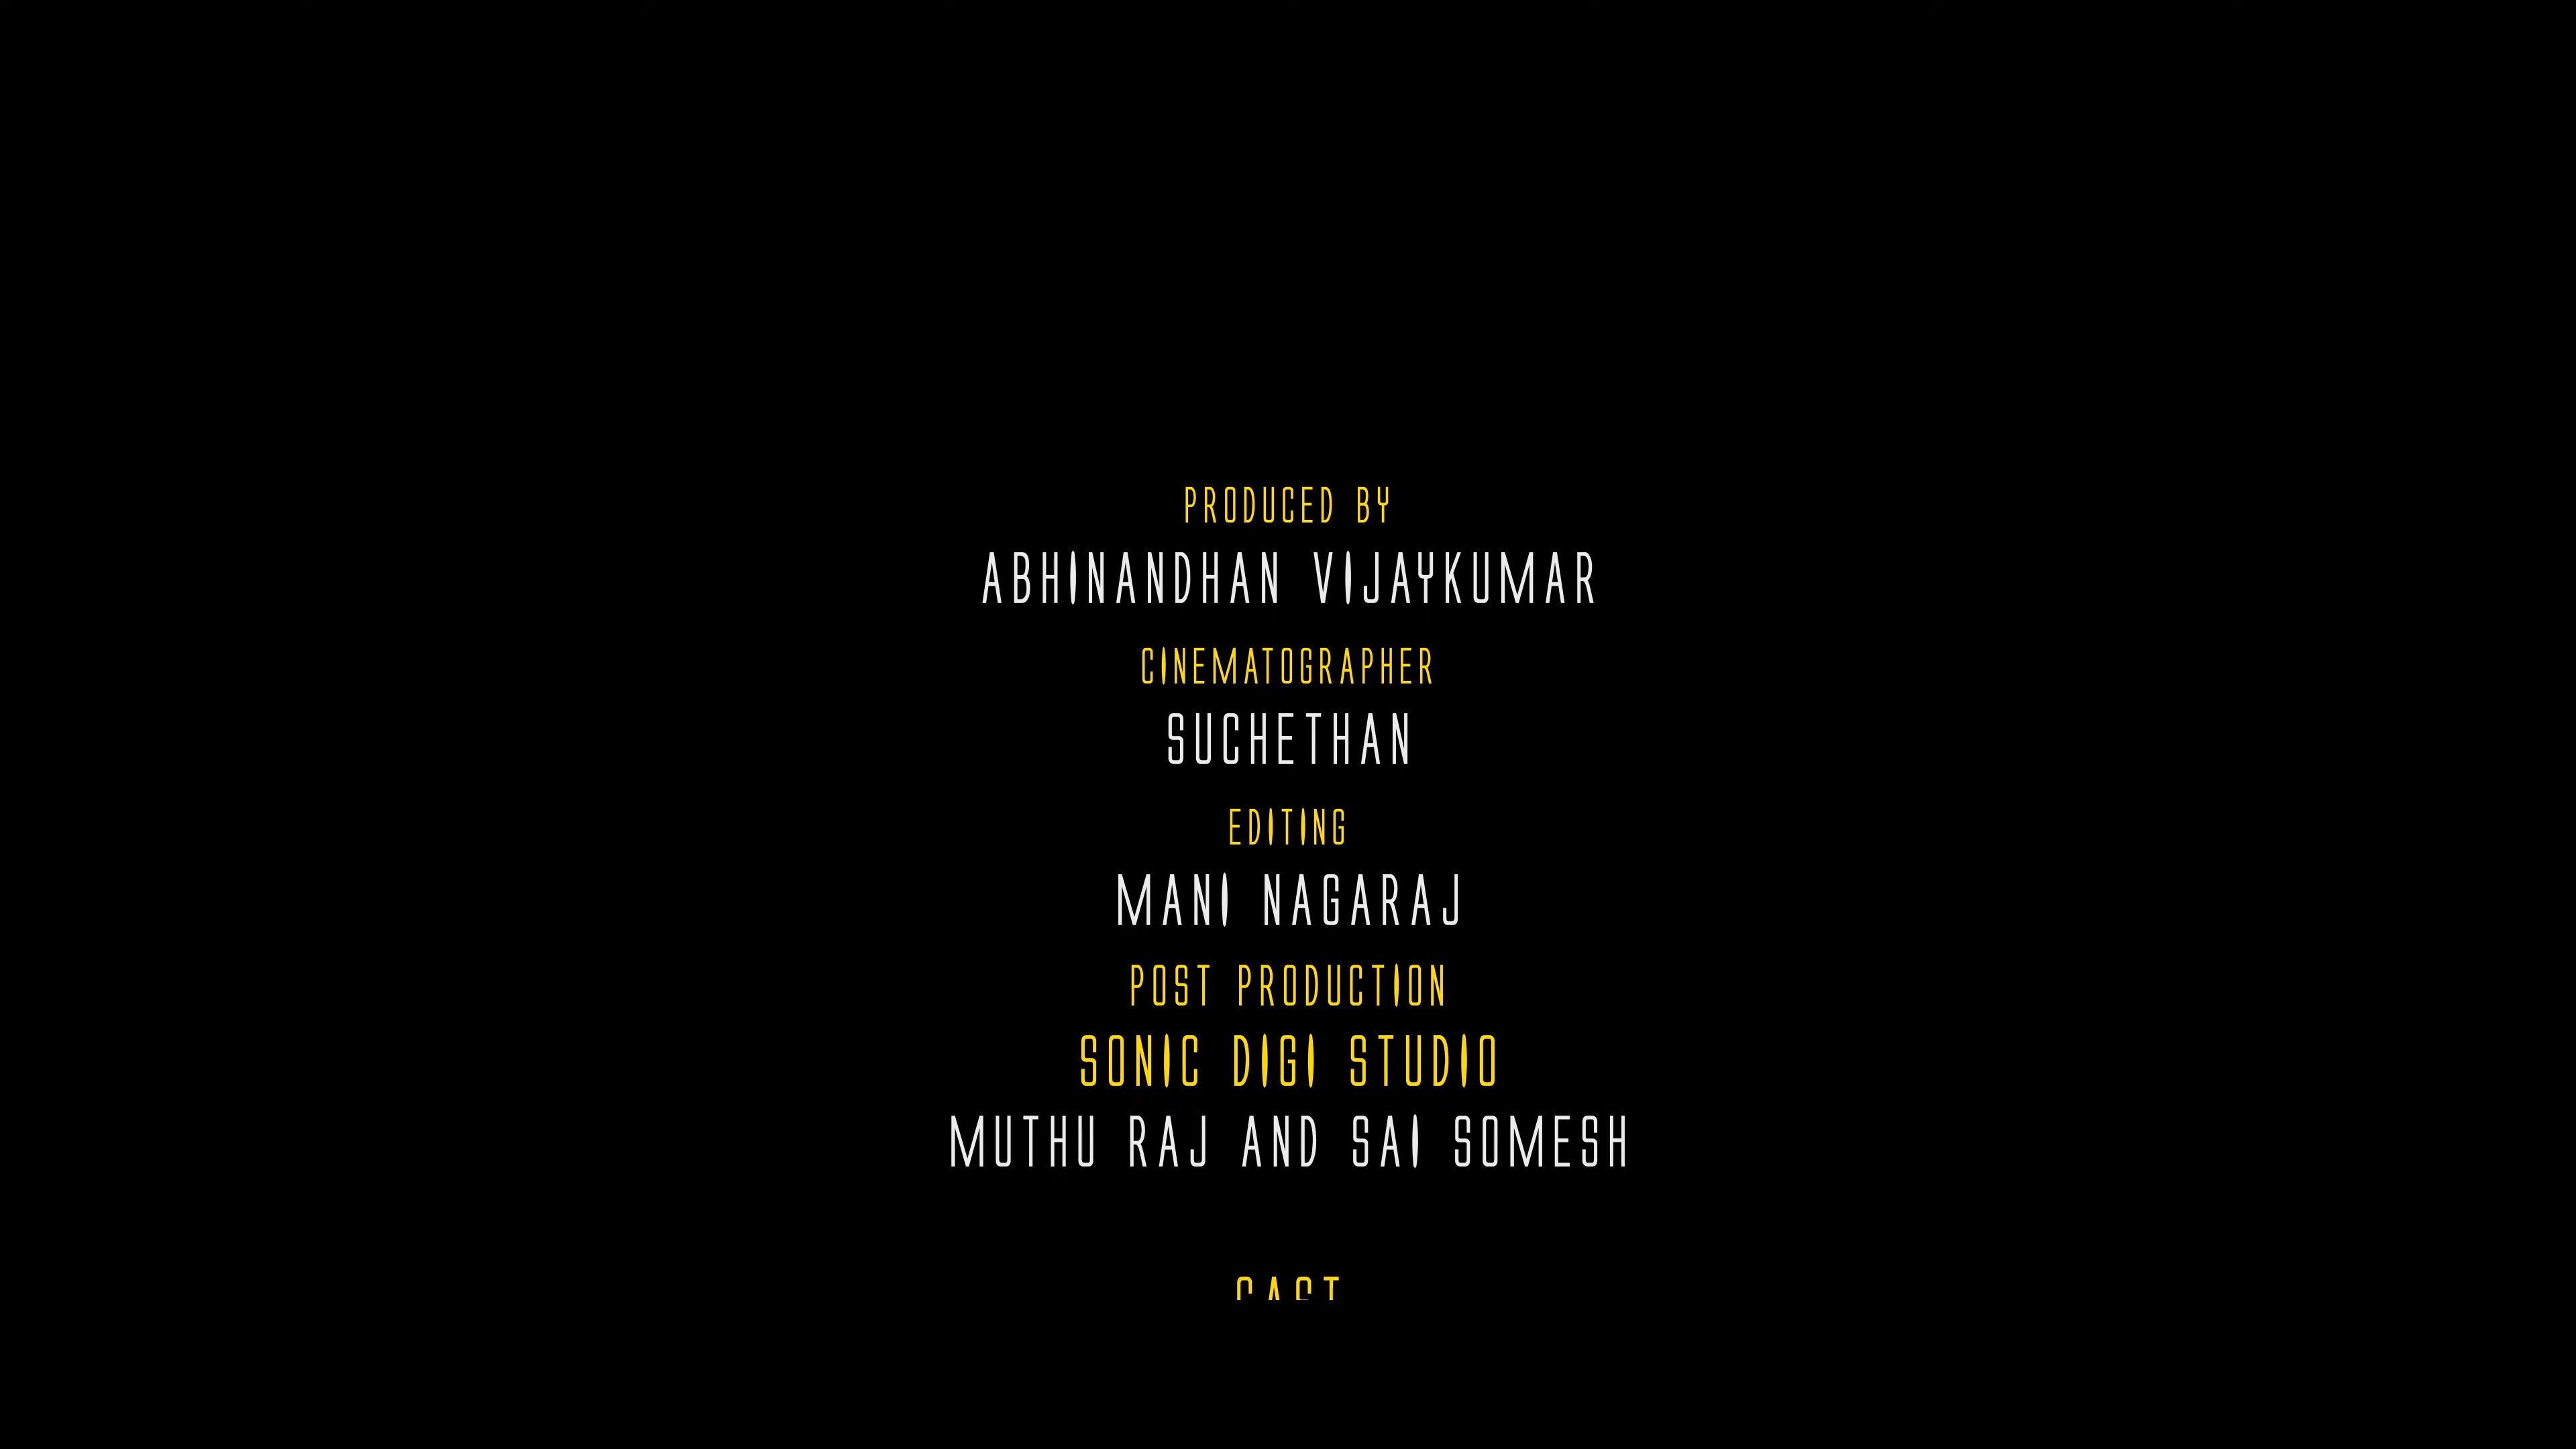 PRODUCED BY
ABHINANDHAN VIJAYKUMAR
CINEMATOGRAPHER
SUCHETHAN
EDITING
MANI NAGARAJ
POST PRODUCTION
SONIC DIGI STUDIO
MUTHU RAJ AND SAI SOMESH
CAST